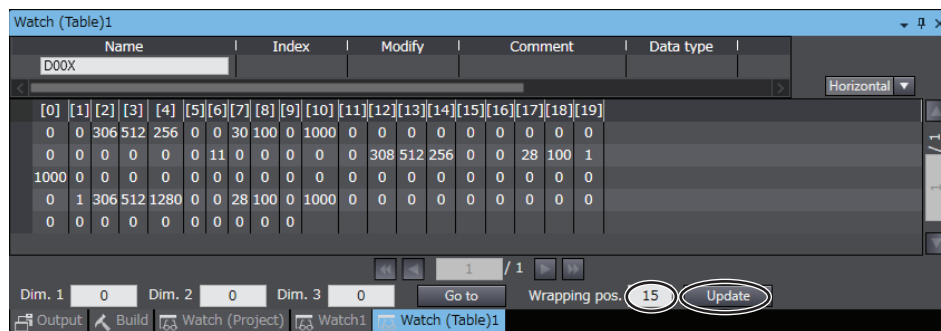 Watch (Table)1
Name Index Modify Comment Data type
D00X
Horizontal
[0] [1] [2] [3] [4] [5] [6] [7] [8] [9] [10] [11] [12] [13] [14] [15] [16] [17] [18] [19]
0 0 306 512 256 0 0 30 100 0 1000 0 0 0 0 0 0 0 0 0
0 0 0 0 0 0 11 0 0 0 0 0 308 512 256 0 0 28 100 1
1000 0 0 0 0 0 0 0 0 0 0 0 0 0 0 0 0 0 0 0
0 1 306 512 1280 0 0 28 100 0 1000 0 0 0 0 0 0 0 0 0
0 0 0 0 0 0 0 0 0 0
1 / 1
1 / 1
Dim. 1 0 Dim. 2 0 Dim. 3 0 Go to Wrapping pos. 15 Update
Output Build Watch (Project) Watch1 Watch (Table)1